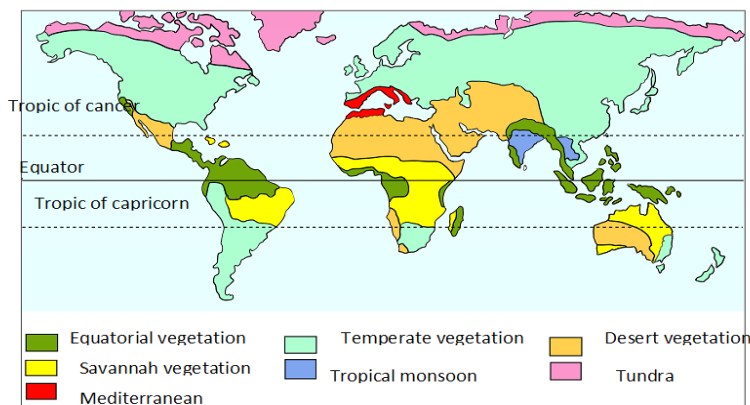 Tropic of cancer
Equator
Tropic of capricorn
Equatorial vegetation
Temperate vegetation
Desert vegetation
Savannah vegetation
Tropical monsoon
Tundra
Mediterranean